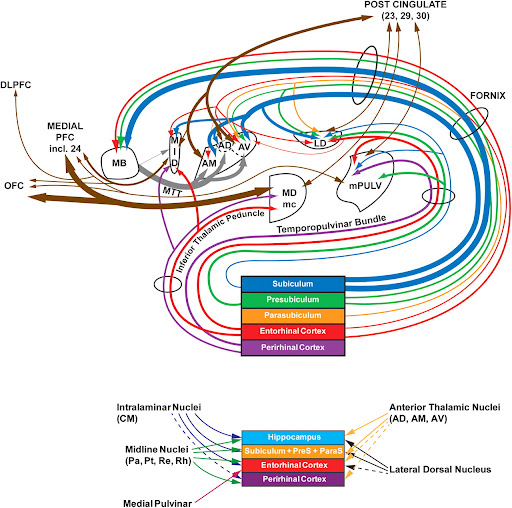 POST CINGULATE
(23, 29, 30)
DLPFC
FORNIX
MEDIAL
PFC
incl. 24
MB
M
I
D
AM
AD
AV
LD
MTT
OFC
MD
mc
mPULV
Inferior Thalamic Peduncle
Temporopulvinar Bundle
Subiculum
Presubiculum
Parasubiculum
Entorhinal Cortex
Perirhinal Cortex
Intralaminar Nuclei
(CM)
Anterior Thalamic Nuclei
(AD, AM, AV)
Hippocampus
Midline Nuclei
(Pa, Pt, Re, Rh)
Subiculum + PreS + ParaS
Entorhinal Cortex
Lateral Dorsal Nucleus
Perirhinal Cortex
Medial Pulvinar